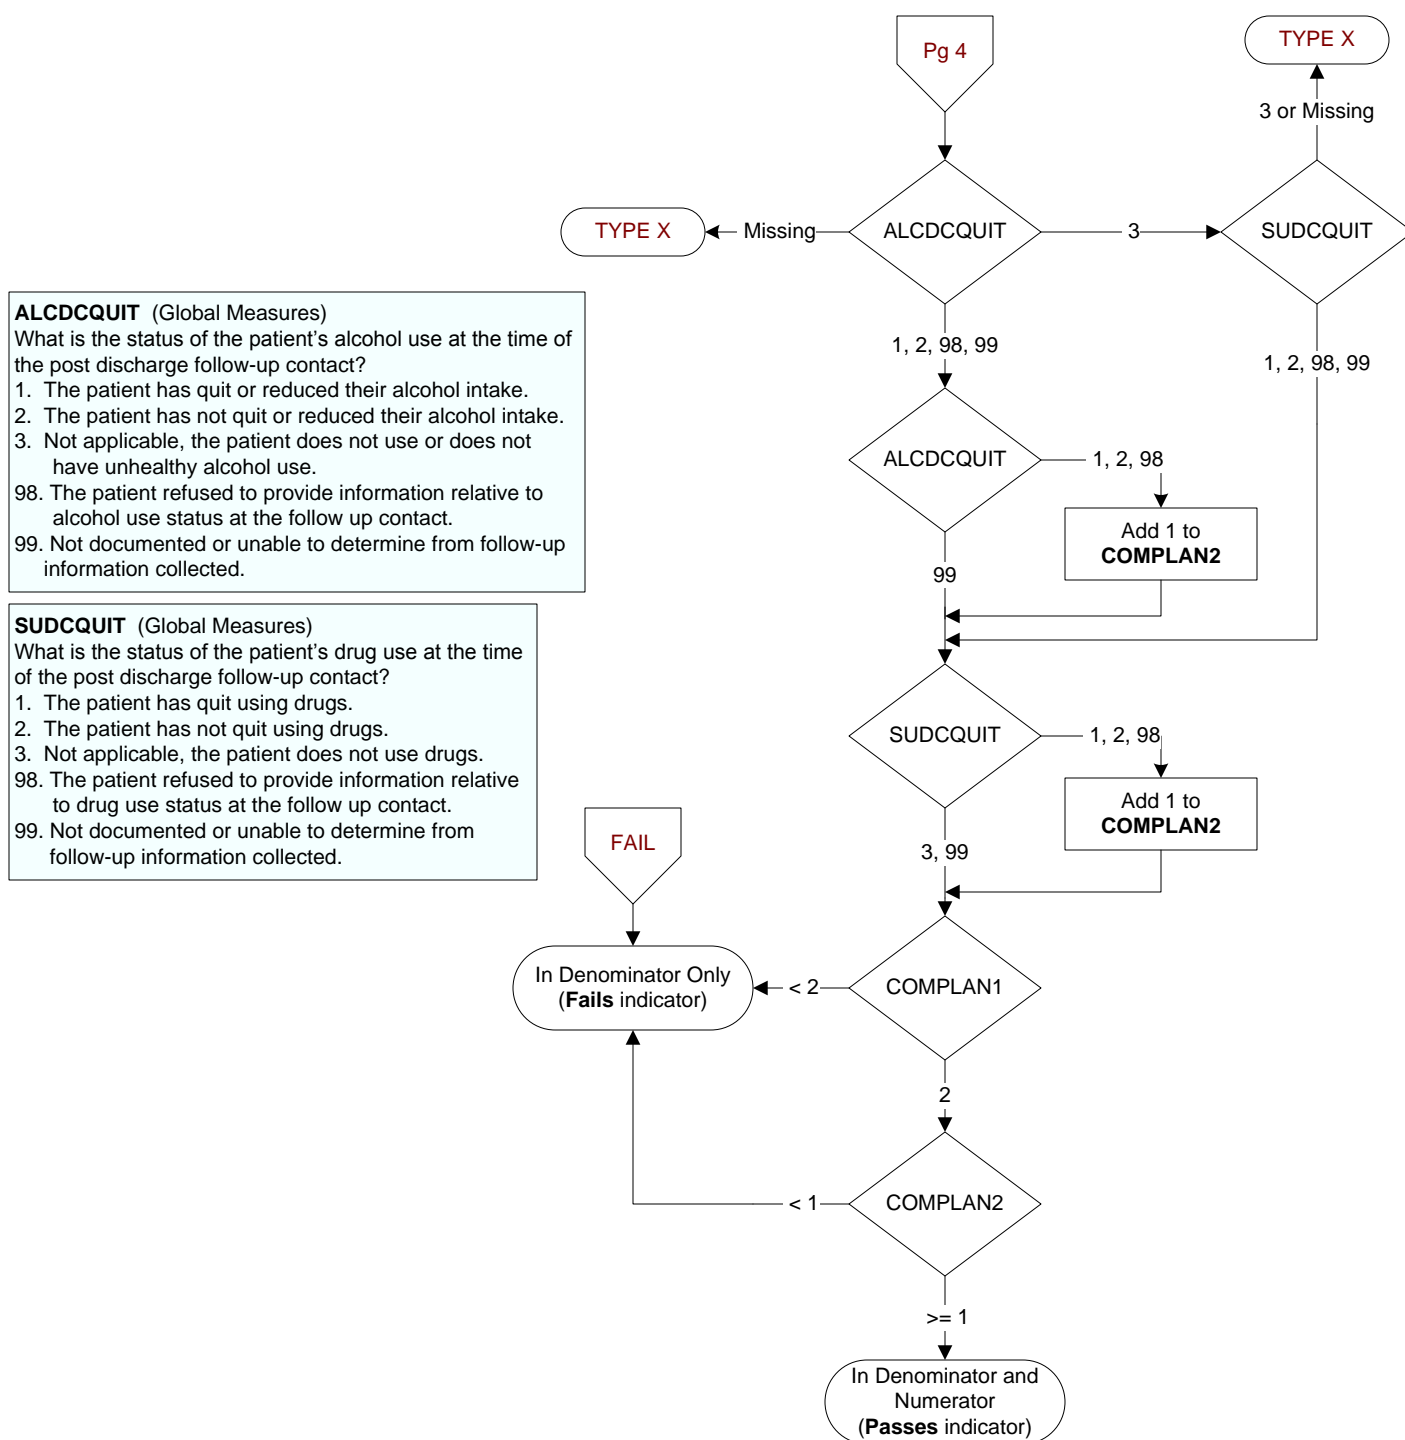 Pg 4
TYPE X
3 or Missing
TYPE X
Missing
ALCDCQUIT
3
SUDCQUIT
ALCDCQUIT (Global Measures)
What is the status of the patient's alcohol use at the time of
the post discharge follow-up contact?
1. The patient has quit or reduced their alcohol intake.
2. The patient has not quit or reduced their alcohol intake.
3. Not applicable, the patient does not use or does not
have unhealthy alcohol use.
98. The patient refused to provide information relative to
alcohol use status at the follow up contact.
99. Not documented or unable to determine from follow-up
information collected.
1, 2, 98, 99
1, 2, 98, 99
ALCDCQUIT
1, 2, 98
Add 1 to
COMPLAN2
99
SUDCQUIT (Global Measures)
What is the status of the patient's drug use at the time
of the post discharge follow-up contact?
1. The patient has quit using drugs.
2. The patient has not quit using drugs.
3. Not applicable, the patient does not use drugs.
98. The patient refused to provide information relative
to drug use status at the follow up contact.
99. Not documented or unable to determine from
follow-up information collected.
SUDCQUIT
1, 2, 98
Add 1 to
COMPLAN2
FAIL
3, 99
In Denominator Only
(Fails indicator)
< 2
COMPLAN1
2
< 1
COMPLAN2
>= 1
In Denominator and
Numerator
(Passes indicator)